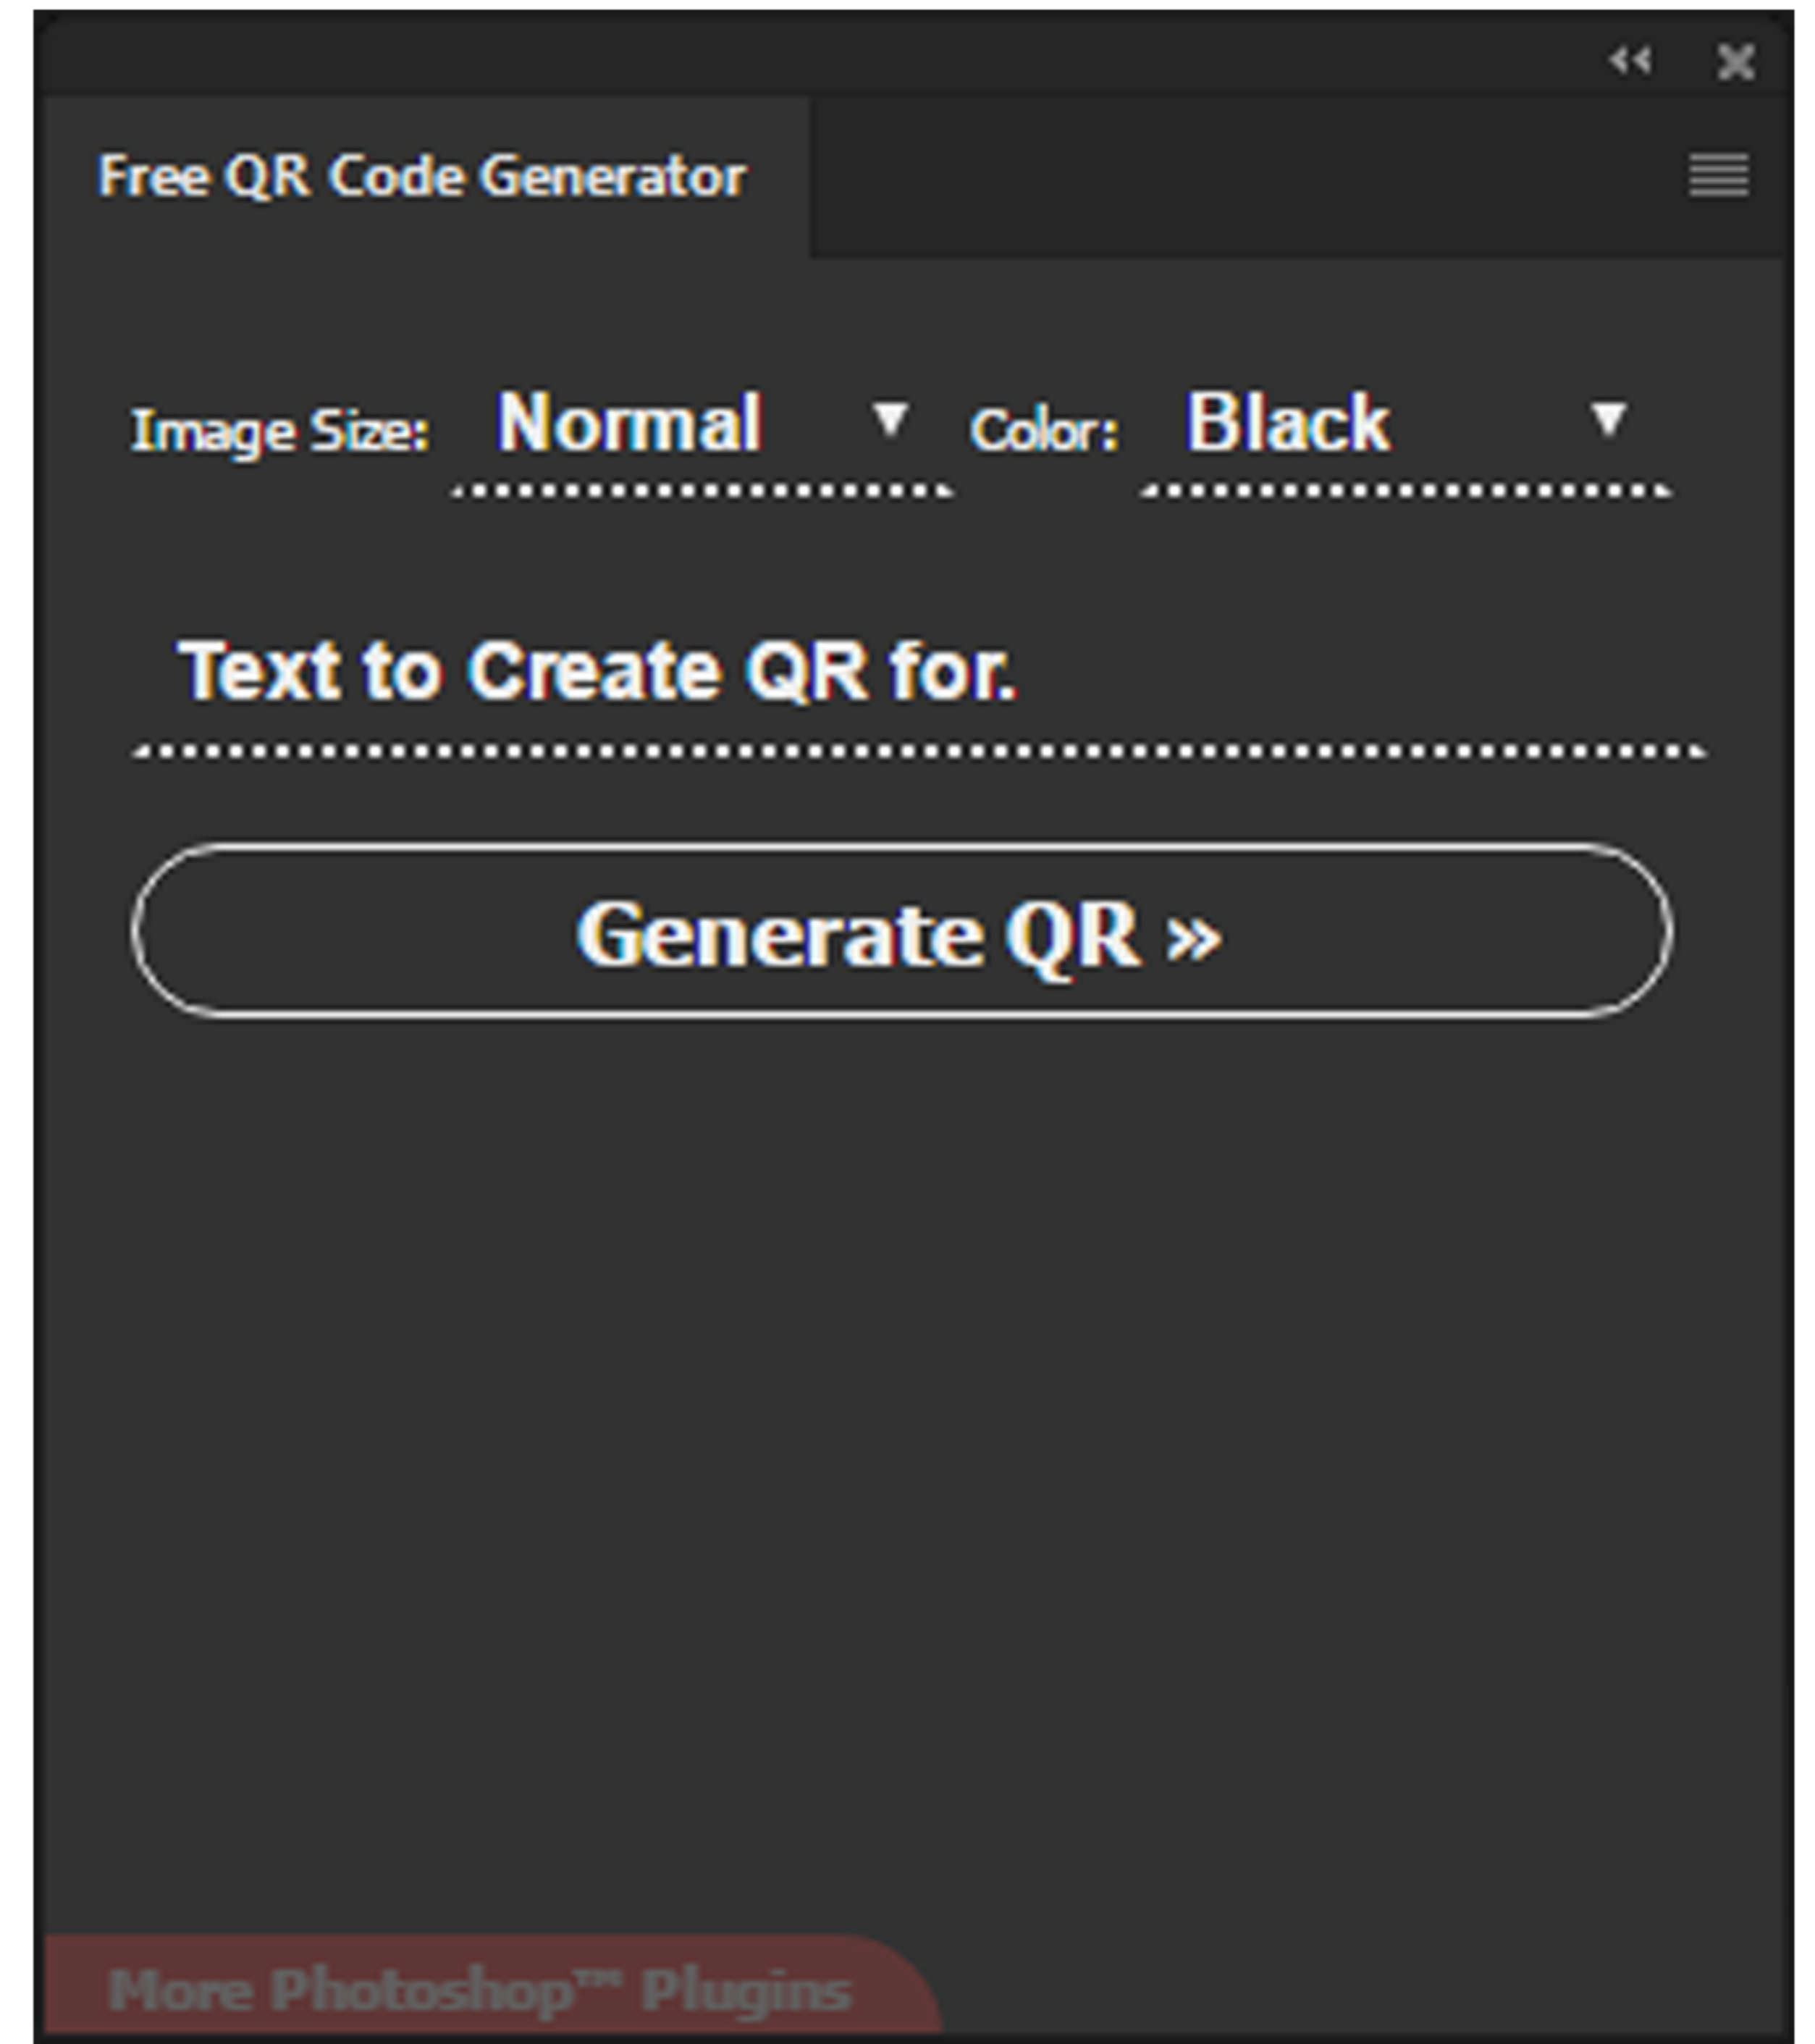 Free QR Code Generator
Image Size: Normal Color: Black
Text to Create QR for.
Generate QR »
More Photoshop™ Plugins